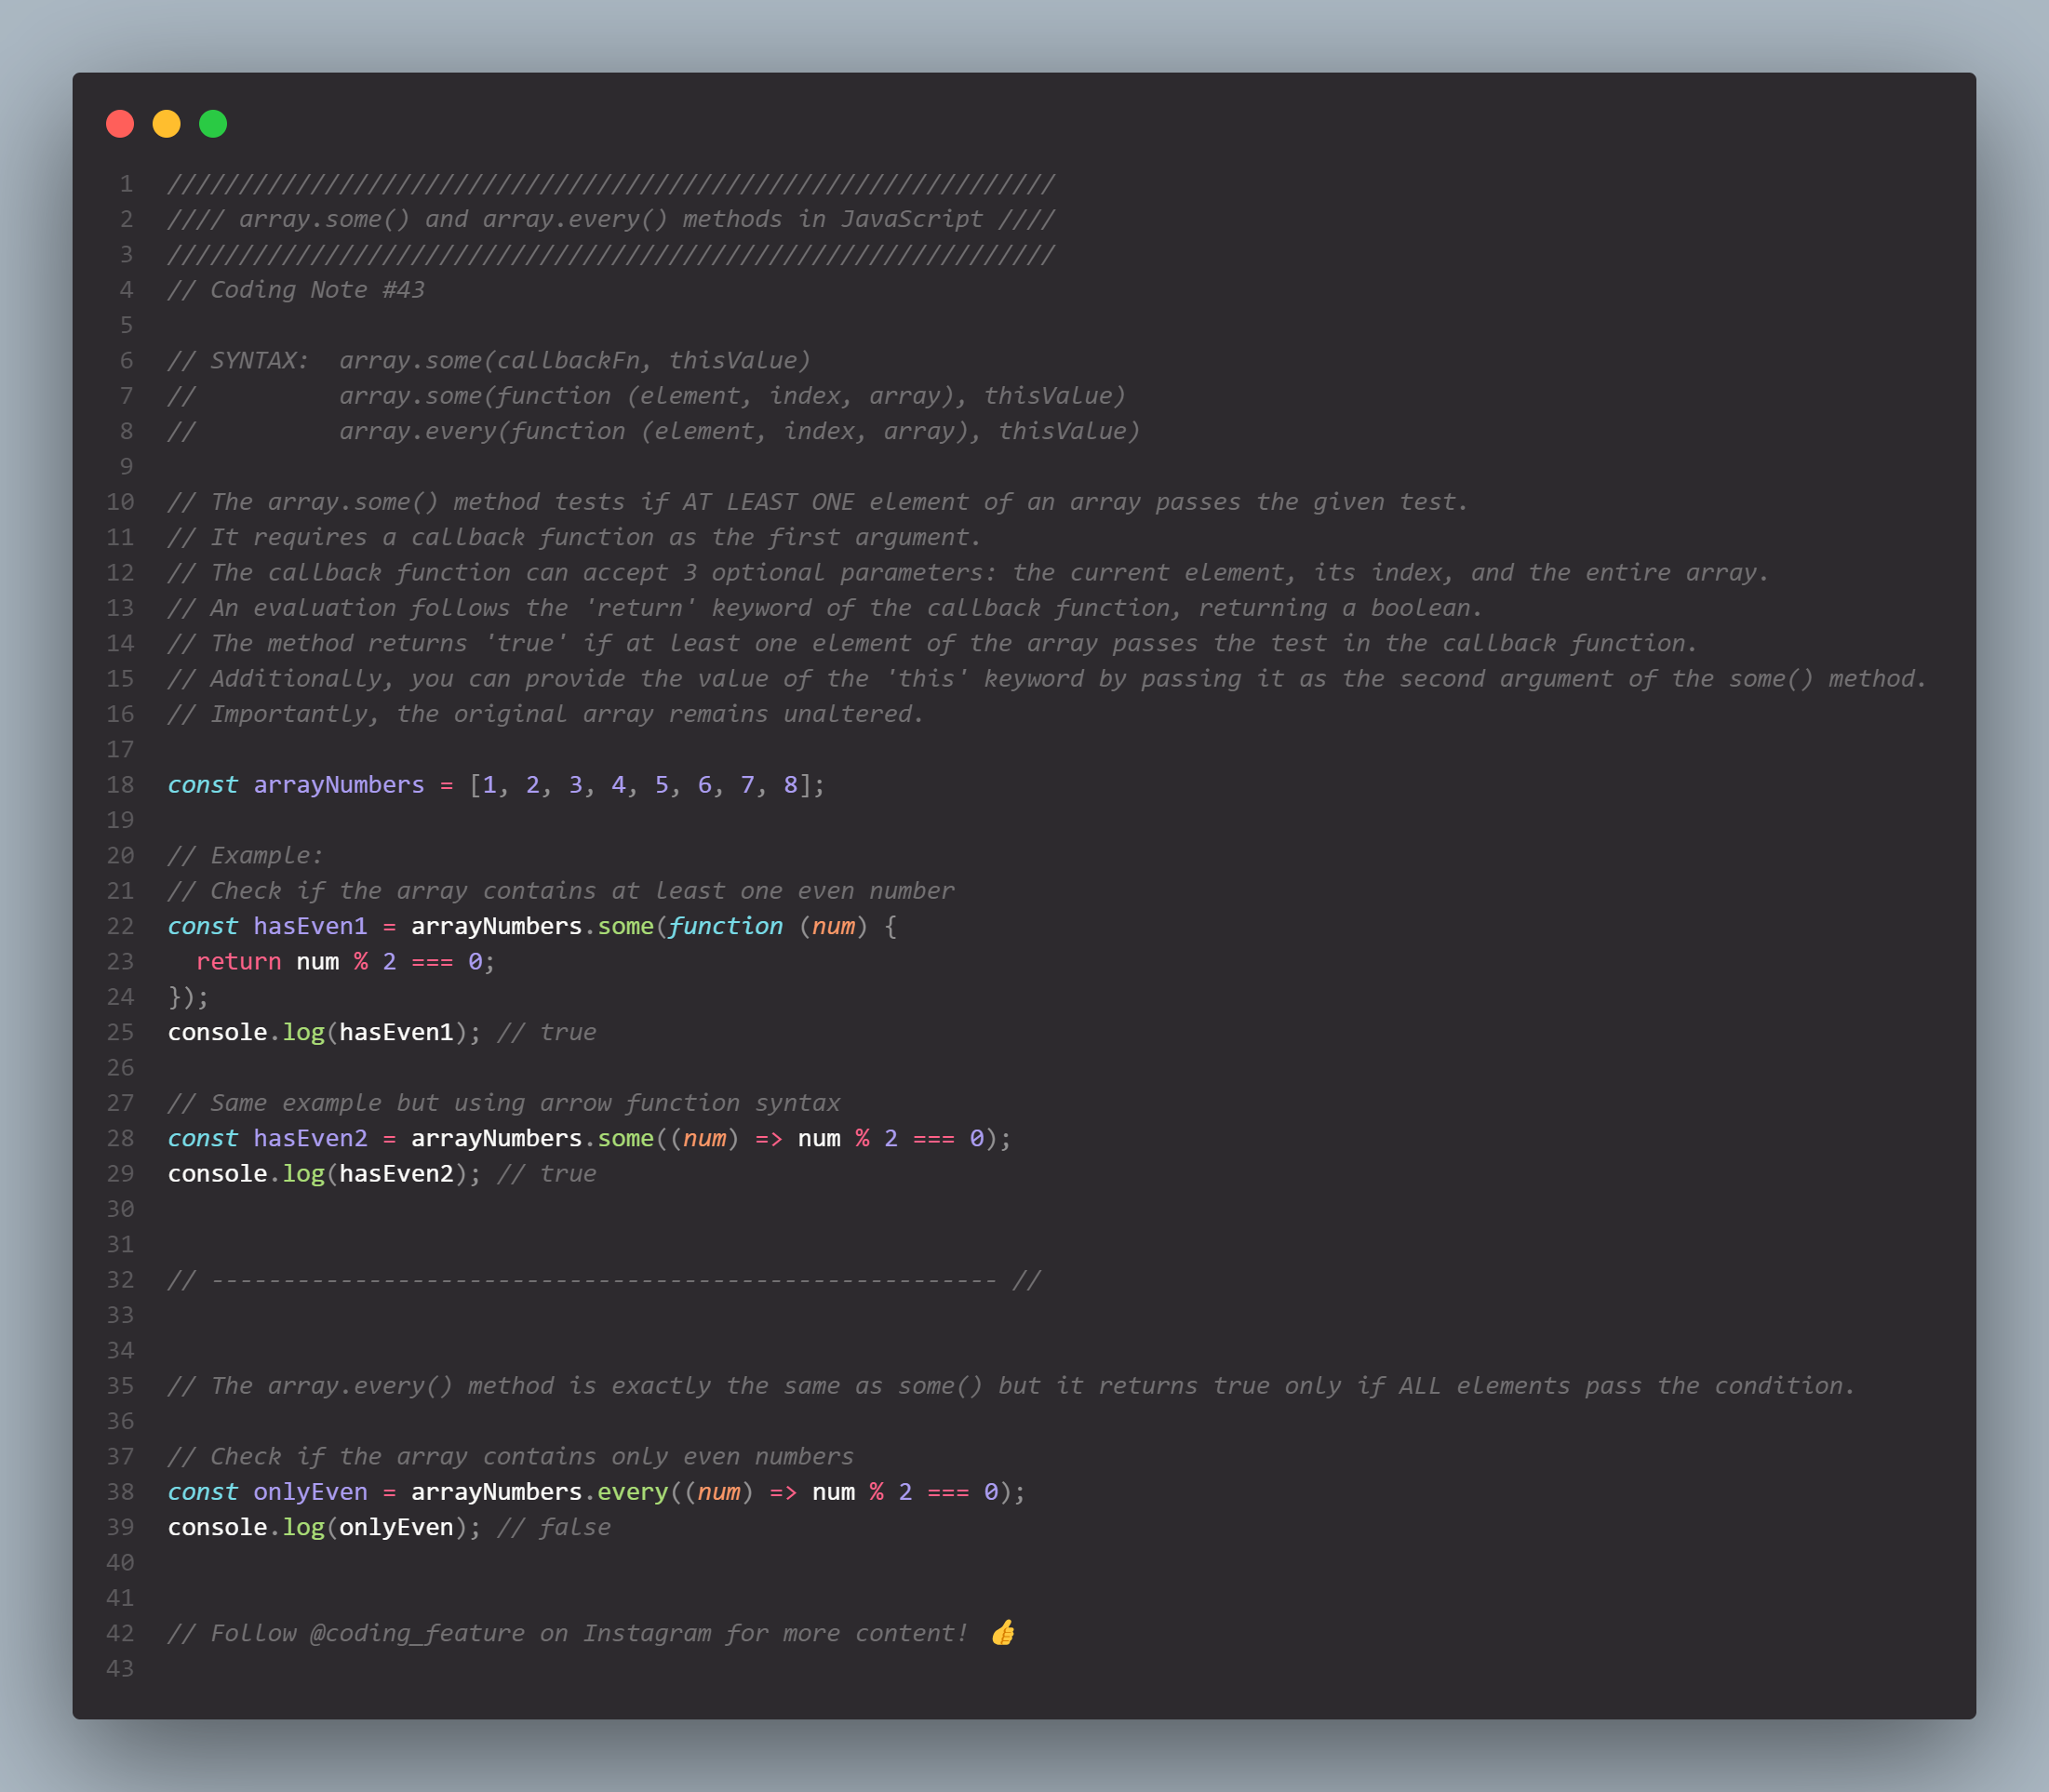 1 //////////////////////////////////////////////////////////////
2 //// array.some() and array.every() methods in JavaScript ////
3 //////////////////////////////////////////////////////////////
4 // Coding Note #43
5
6 // SYNTAX:  array.some(callbackFn, thisValue)
7 //          array.some(function (element, index, array), thisValue)
8 //          array.every(function (element, index, array), thisValue)
9
10 // The array.some() method tests if AT LEAST ONE element of an array passes the given test.
11 // It requires a callback function as the first argument.
12 // The callback function can accept 3 optional parameters: the current element, its index, and the entire array.
13 // An evaluation follows the 'return' keyword of the callback function, returning a boolean.
14 // The method returns 'true' if at least one element of the array passes the test in the callback function.
15 // Additionally, you can provide the value of the 'this' keyword by passing it as the second argument of the some() method.
16 // Importantly, the original array remains unaltered.
17
18 const arrayNumbers = [1, 2, 3, 4, 5, 6, 7, 8];
19
20 // Example:
21 // Check if the array contains at least one even number
22 const hasEven1 = arrayNumbers.some(function (num) {
23   return num % 2 === 0;
24 });
25 console.log(hasEven1); // true
26
27 // Same example but using arrow function syntax
28 const hasEven2 = arrayNumbers.some((num) => num % 2 === 0);
29 console.log(hasEven2); // true
30
31
32 // ------------------------------------------------------- //
33
34
35 // The array.every() method is exactly the same as some() but it returns true only if ALL elements pass the condition.
36
37 // Check if the array contains only even numbers
38 const onlyEven = arrayNumbers.every((num) => num % 2 === 0);
39 console.log(onlyEven); // false
40
41
42 // Follow @coding_feature on Instagram for more content! 👍
43